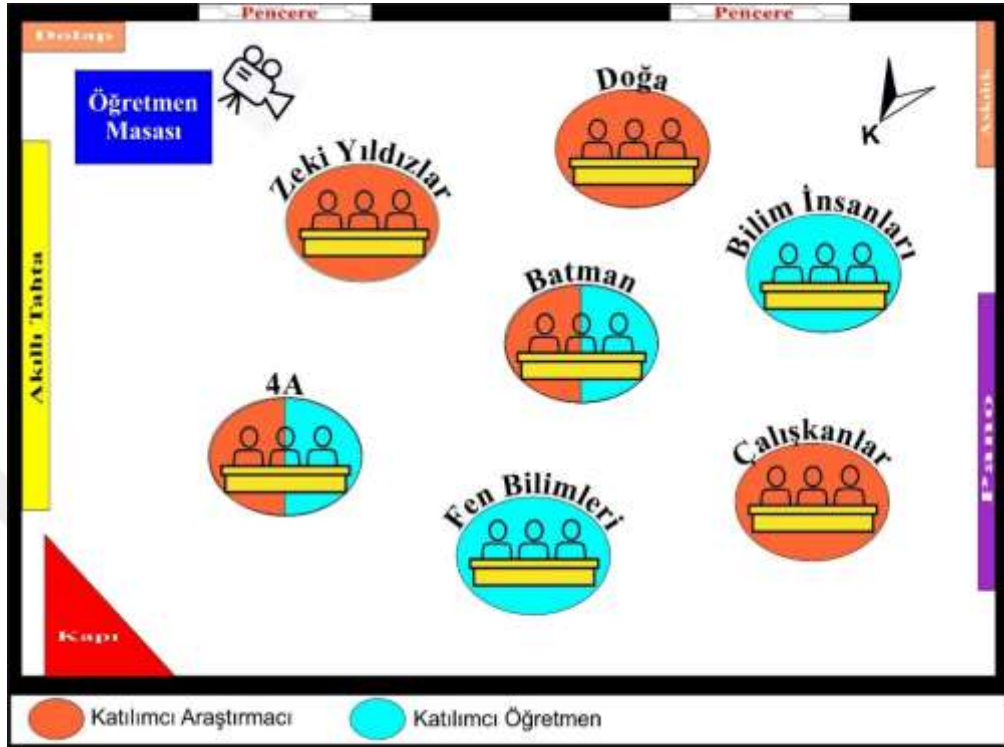 Pencere
Pencere
Dolap
Askılık
Öğretmen
Masası
Doğa
K
Zeki Yıldızlar
Bilim İnsanları
Batman
Akıllı Tahta
4A
Çalışkanlar
Pano
Fen Bilimleri
Kapı
Katılımcı Araştırmacı
Katılımcı Öğretmen